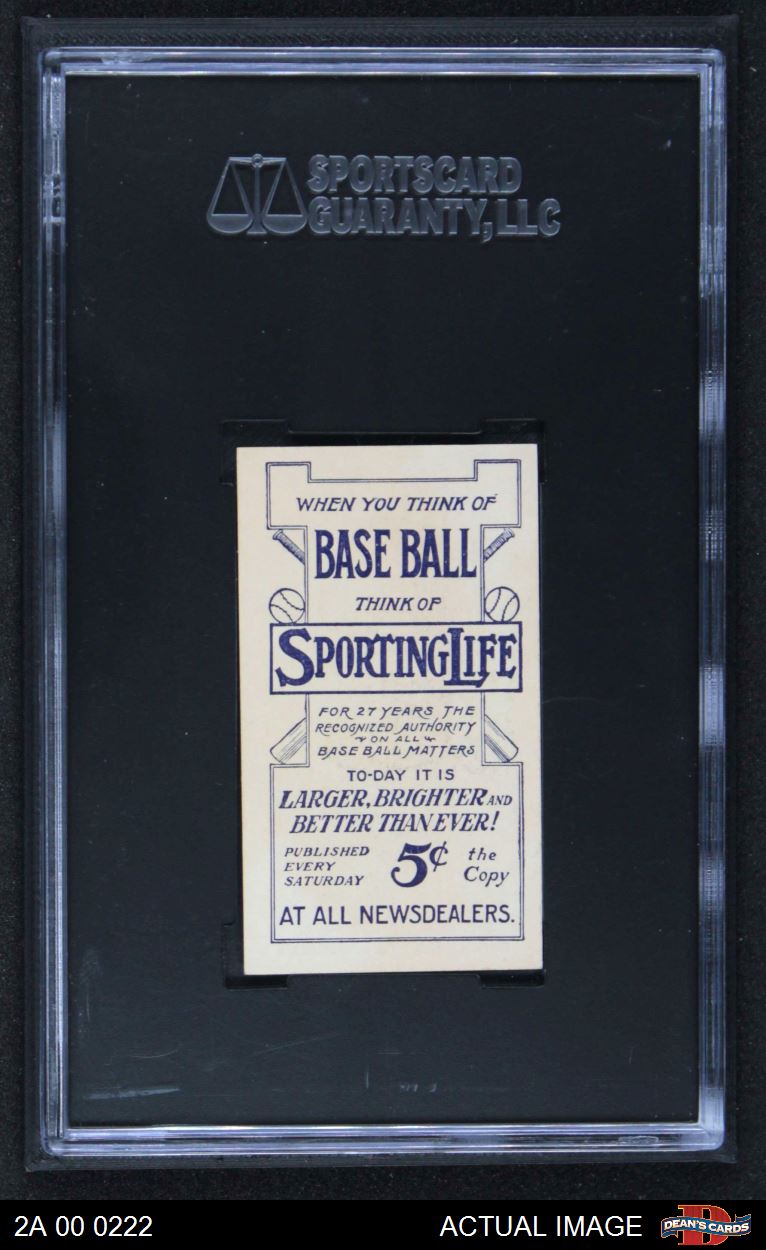 SPORTSCARD
GUARANTY, LLC
WHEN YOU THINK OF
BASE BALL
THINK OF
SPORTING LIFE
FOR 27 YEARS THE
RECOGNIZED AUTHORITY
ON ALL
BASE BALL MATTERS
TO-DAY IT IS
LARGER, BRIGHTER AND
BETTER THAN EVER!
PUBLISHED
EVERY
SATURDAY
5¢
the
Copy
AT ALL NEWSDEALERS.
2A 00 0222
ACTUAL IMAGE
DEAN'S CARDS